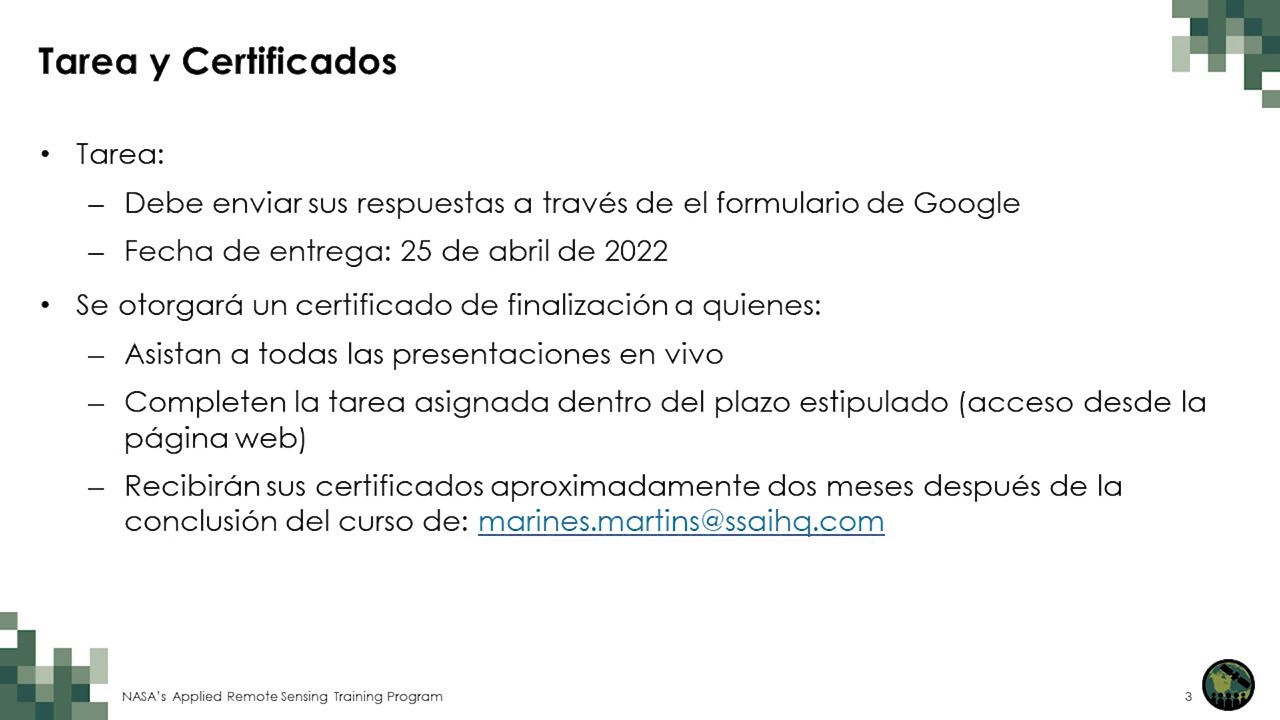 Tarea y Certificados
• Tarea:
– Debe enviar sus respuestas a través de el formulario de Google
– Fecha de entrega: 25 de abril de 2022
• Se otorgará un certificado de finalización a quienes:
– Asistan a todas las presentaciones en vivo
– Completen la tarea asignada dentro del plazo estipulado (acceso desde la
página web)
– Recibirán sus certificados aproximadamente dos meses después de la
conclusión del curso de: marines.martins@ssaihq.com
NASA's Applied Remote Sensing Training Program
3